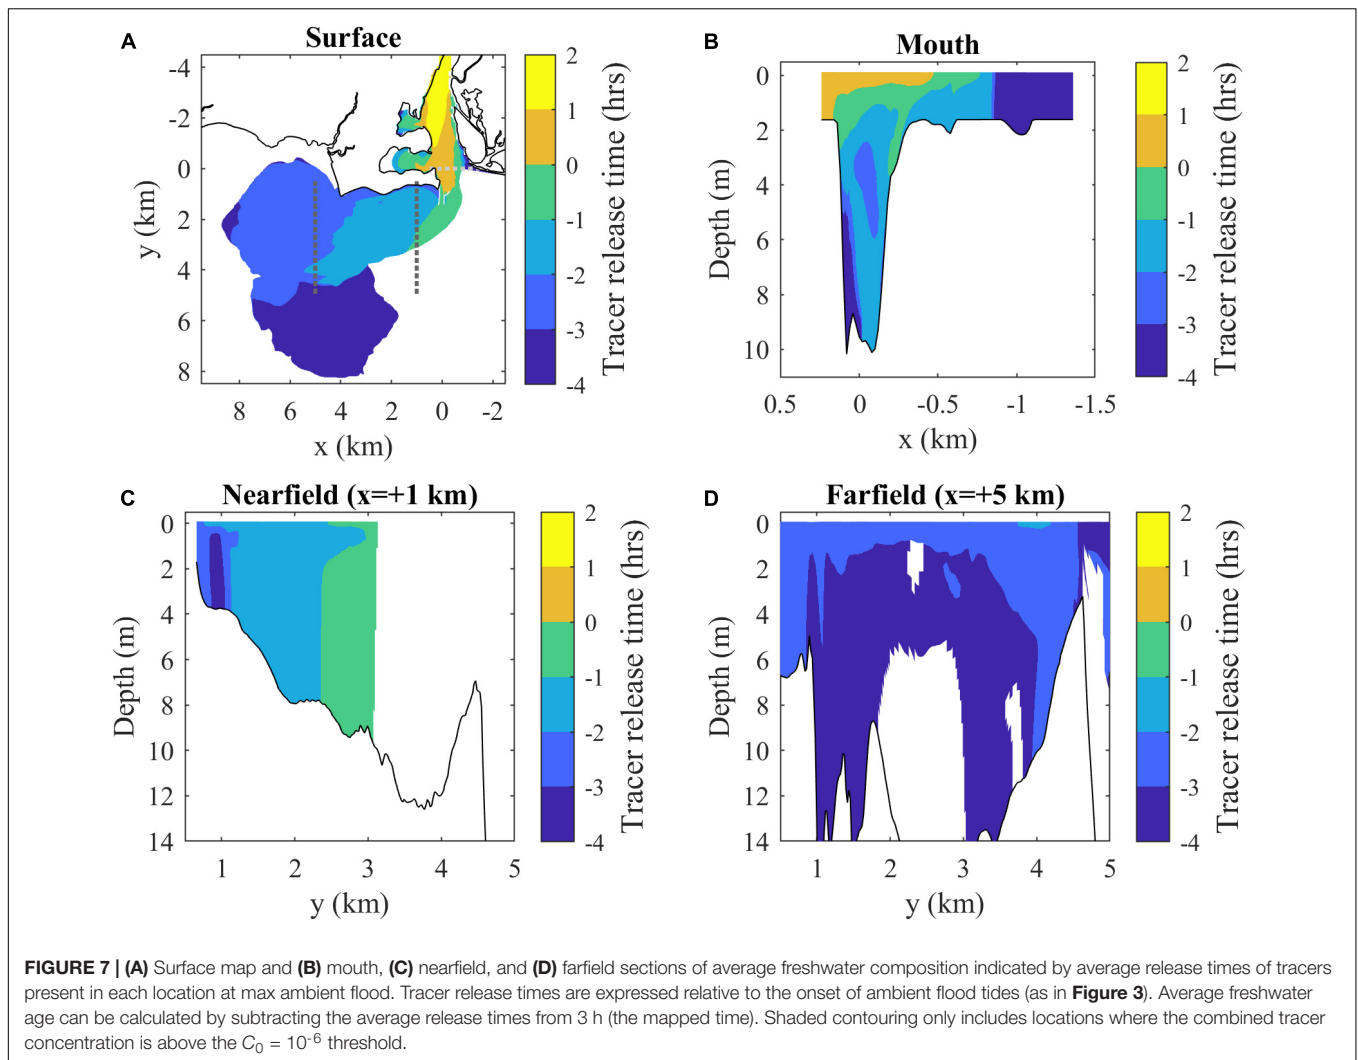 A
Surface
-4
-2
0
2
4
6
8
y (km)
8 6 4 2 0 -2
x (km)
2
1
0
-1
-2
-3
-4
Tracer release time (hrs)
B
Mouth
0
2
4
6
8
10
Depth (m)
0.5 0 -0.5 -1 -1.5
x (km)
2
1
0
-1
-2
-3
-4
Tracer release time (hrs)
C
Nearfield (x=+1 km)
0
2
4
6
8
10
12
14
Depth (m)
1 2 3 4 5
y (km)
2
1
0
-1
-2
-3
-4
Tracer release time (hrs)
D
Farfield (x=+5 km)
0
2
4
6
8
10
12
14
Depth (m)
1 2 3 4 5
y (km)
2
1
0
-1
-2
-3
-4
Tracer release time (hrs)
FIGURE 7 | (A) Surface map and (B) mouth, (C) nearfield, and (D) farfield sections of average freshwater composition indicated by average release times of tracers
present in each location at max ambient flood. Tracer release times are expressed relative to the onset of ambient flood tides (as in Figure 3). Average freshwater
age can be calculated by subtracting the average release times from 3 h (the mapped time). Shaded contouring only includes locations where the combined tracer
concentration is above the C₀ = 10⁻⁶ threshold.